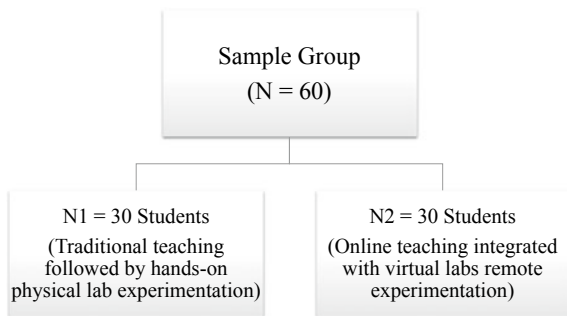 Sample Group
(N = 60)
N1 = 30 Students
(Traditional teaching
followed by hands-on
physical lab experimentation)
N2 = 30 Students
(Online teaching integrated
with virtual labs remote
experimentation)